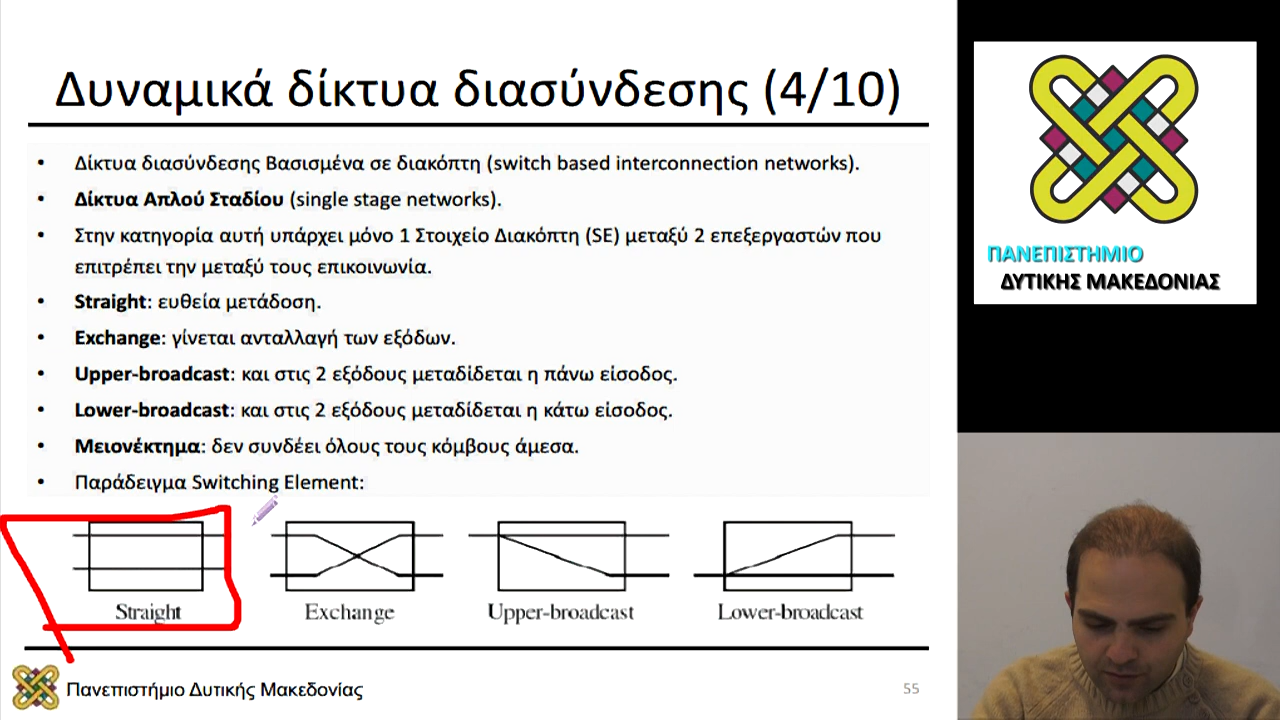 Δυναμικά δίκτυα διασύνδεσης (4/10)
• Δίκτυα διασύνδεσης Βασισμένα σε διακόπτη (switch based interconnection networks).
• Δίκτυα Απλού Σταδίου (single stage networks).
• Στην κατηγορία αυτή υπάρχει μόνο 1 Στοιχείο Διακόπτη (SE) μεταξύ 2 επεξεργαστών που
επιτρέπει την μεταξύ τους επικοινωνία.
• Straight: ευθεία μετάδοση.
• Exchange: γίνεται ανταλλαγή των εξόδων.
• Upper-broadcast: και στις 2 εξόδους μεταδίδεται η πάνω είσοδος.
• Lower-broadcast: και στις 2 εξόδους μεταδίδεται η κάτω είσοδος.
• Μειονέκτημα: δεν συνδέει όλους τους κόμβους άμεσα.
• Παράδειγμα Switching Element:
Straight Exchange Upper-broadcast Lower-broadcast
Πανεπιστήμιο Δυτικής Μακεδονίας
55
ΠΑΝΕΠΙΣΤΗΜΙΟ
ΔΥΤΙΚΗΣ ΜΑΚΕΔΟΝΙΑΣ